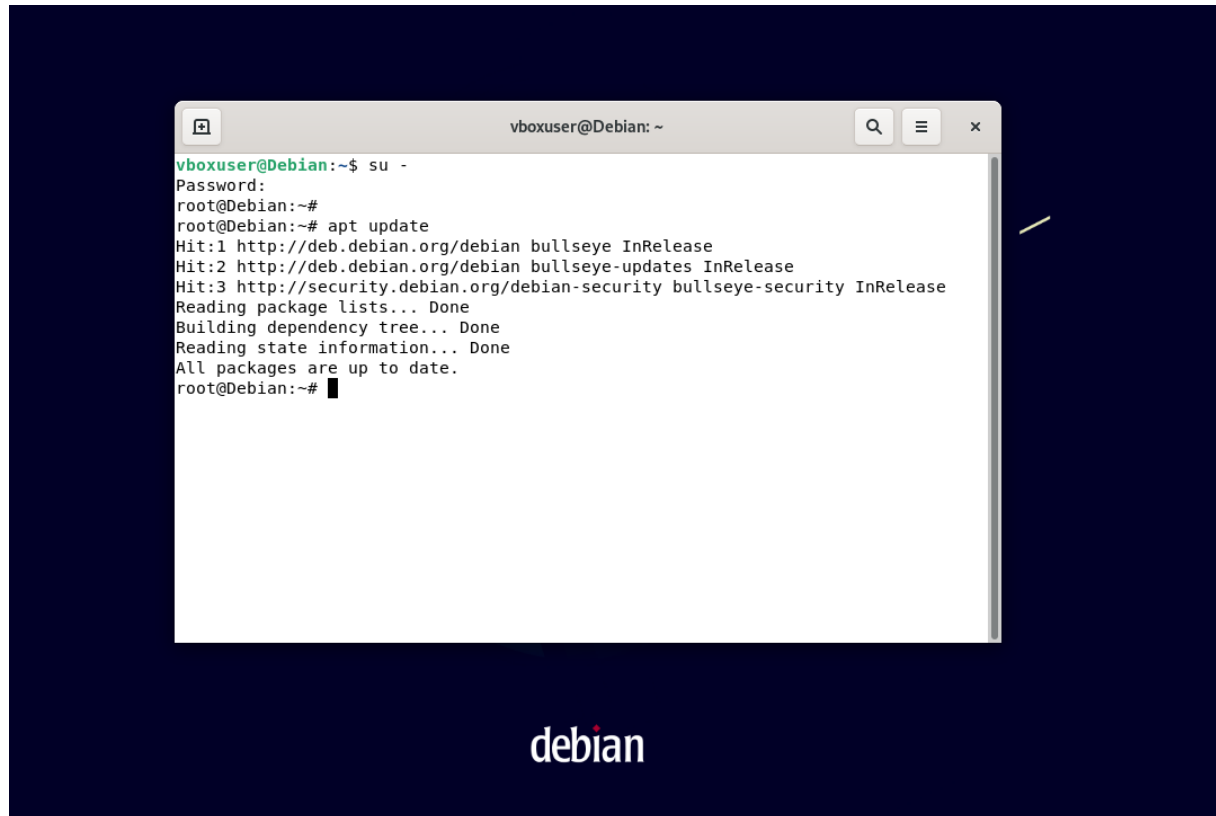 vboxuser@Debian: ~
vboxuser@Debian:~$ su -
Password:
root@Debian:~#
root@Debian:~# apt update
Hit:1 http://deb.debian.org/debian bullseye InRelease
Hit:2 http://deb.debian.org/debian bullseye-updates InRelease
Hit:3 http://security.debian.org/debian-security bullseye-security InRelease
Reading package lists... Done
Building dependency tree... Done
Reading state information... Done
All packages are up to date.
root@Debian:~#
debian